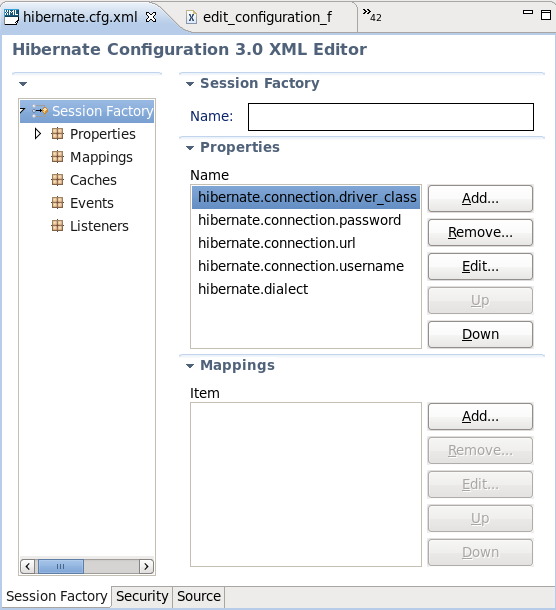 hibernate.cfg.xml
edit_configuration_f
»42
Hibernate Configuration 3.0 XML Editor
Session Factory
Properties
Mappings
Caches
Events
Listeners
Session Factory
Name:
Properties
Name
hibernate.connection.driver_class
hibernate.connection.password
hibernate.connection.url
hibernate.connection.username
hibernate.dialect
Add...
Remove...
Edit...
Up
Down
Mappings
Item
Add...
Remove...
Edit...
Up
Down
Session Factory
Security
Source